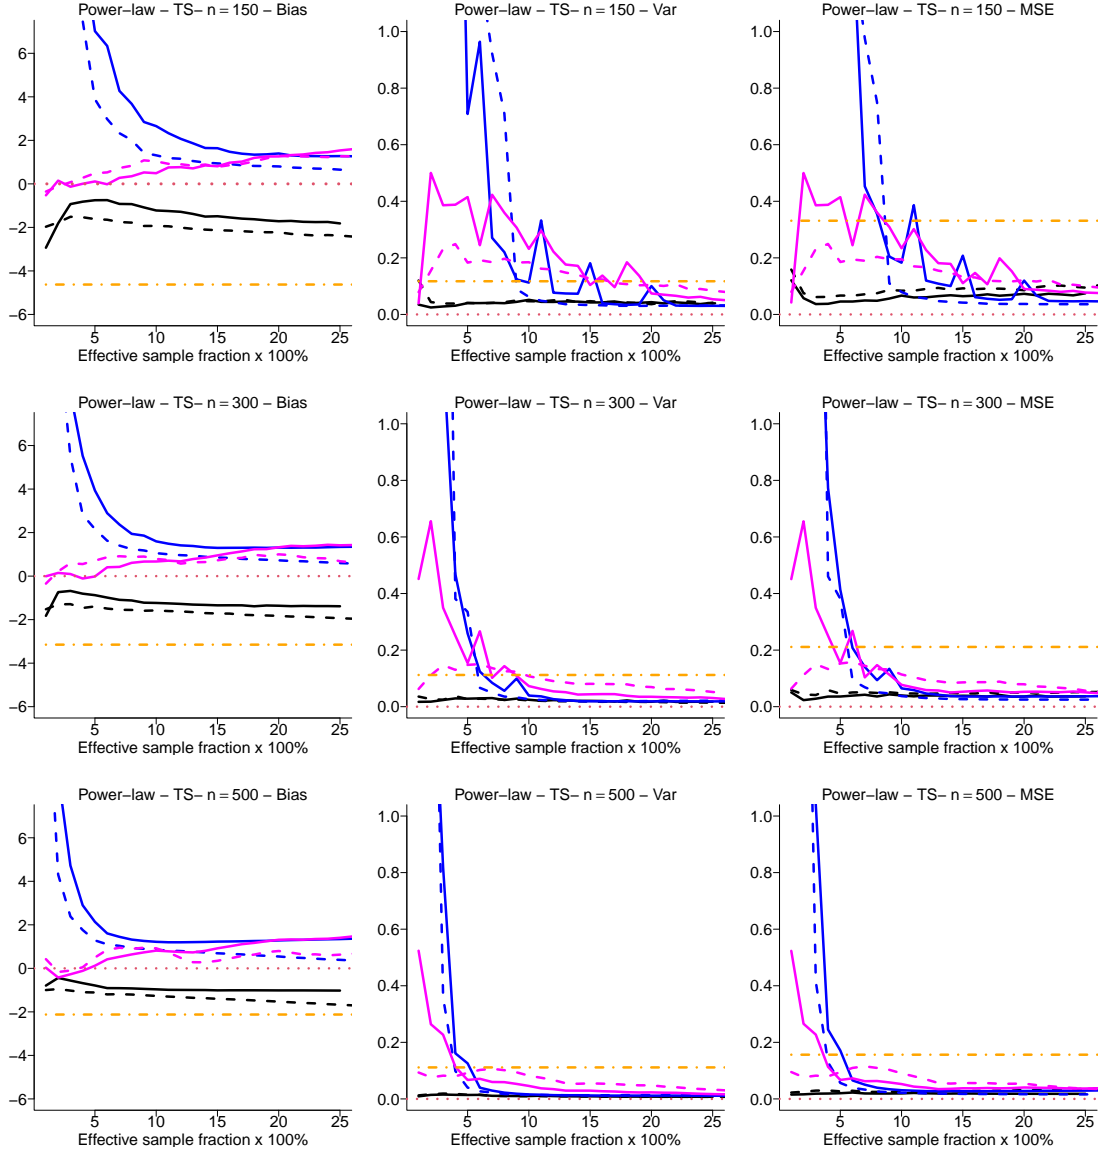 Power−law − TS− n = 150 − Bias
6
4
2
0
−2
−4
−6
5 10 15 20 25
Effective sample fraction x 100%
Power−law − TS− n = 150 − Var
1.0
0.8
0.6
0.4
0.2
0.0
5 10 15 20 25
Effective sample fraction x 100%
Power−law − TS− n = 150 − MSE
1.0
0.8
0.6
0.4
0.2
0.0
5 10 15 20 25
Effective sample fraction x 100%
Power−law − TS− n = 300 − Bias
6
4
2
0
−2
−4
−6
5 10 15 20 25
Effective sample fraction x 100%
Power−law − TS− n = 300 − Var
1.0
0.8
0.6
0.4
0.2
0.0
5 10 15 20 25
Effective sample fraction x 100%
Power−law − TS− n = 300 − MSE
1.0
0.8
0.6
0.4
0.2
0.0
5 10 15 20 25
Effective sample fraction x 100%
Power−law − TS− n = 500 − Bias
6
4
2
0
−2
−4
−6
5 10 15 20 25
Effective sample fraction x 100%
Power−law − TS− n = 500 − Var
1.0
0.8
0.6
0.4
0.2
0.0
5 10 15 20 25
Effective sample fraction x 100%
Power−law − TS− n = 500 − MSE
1.0
0.8
0.6
0.4
0.2
0.0
5 10 15 20 25
Effective sample fraction x 100%